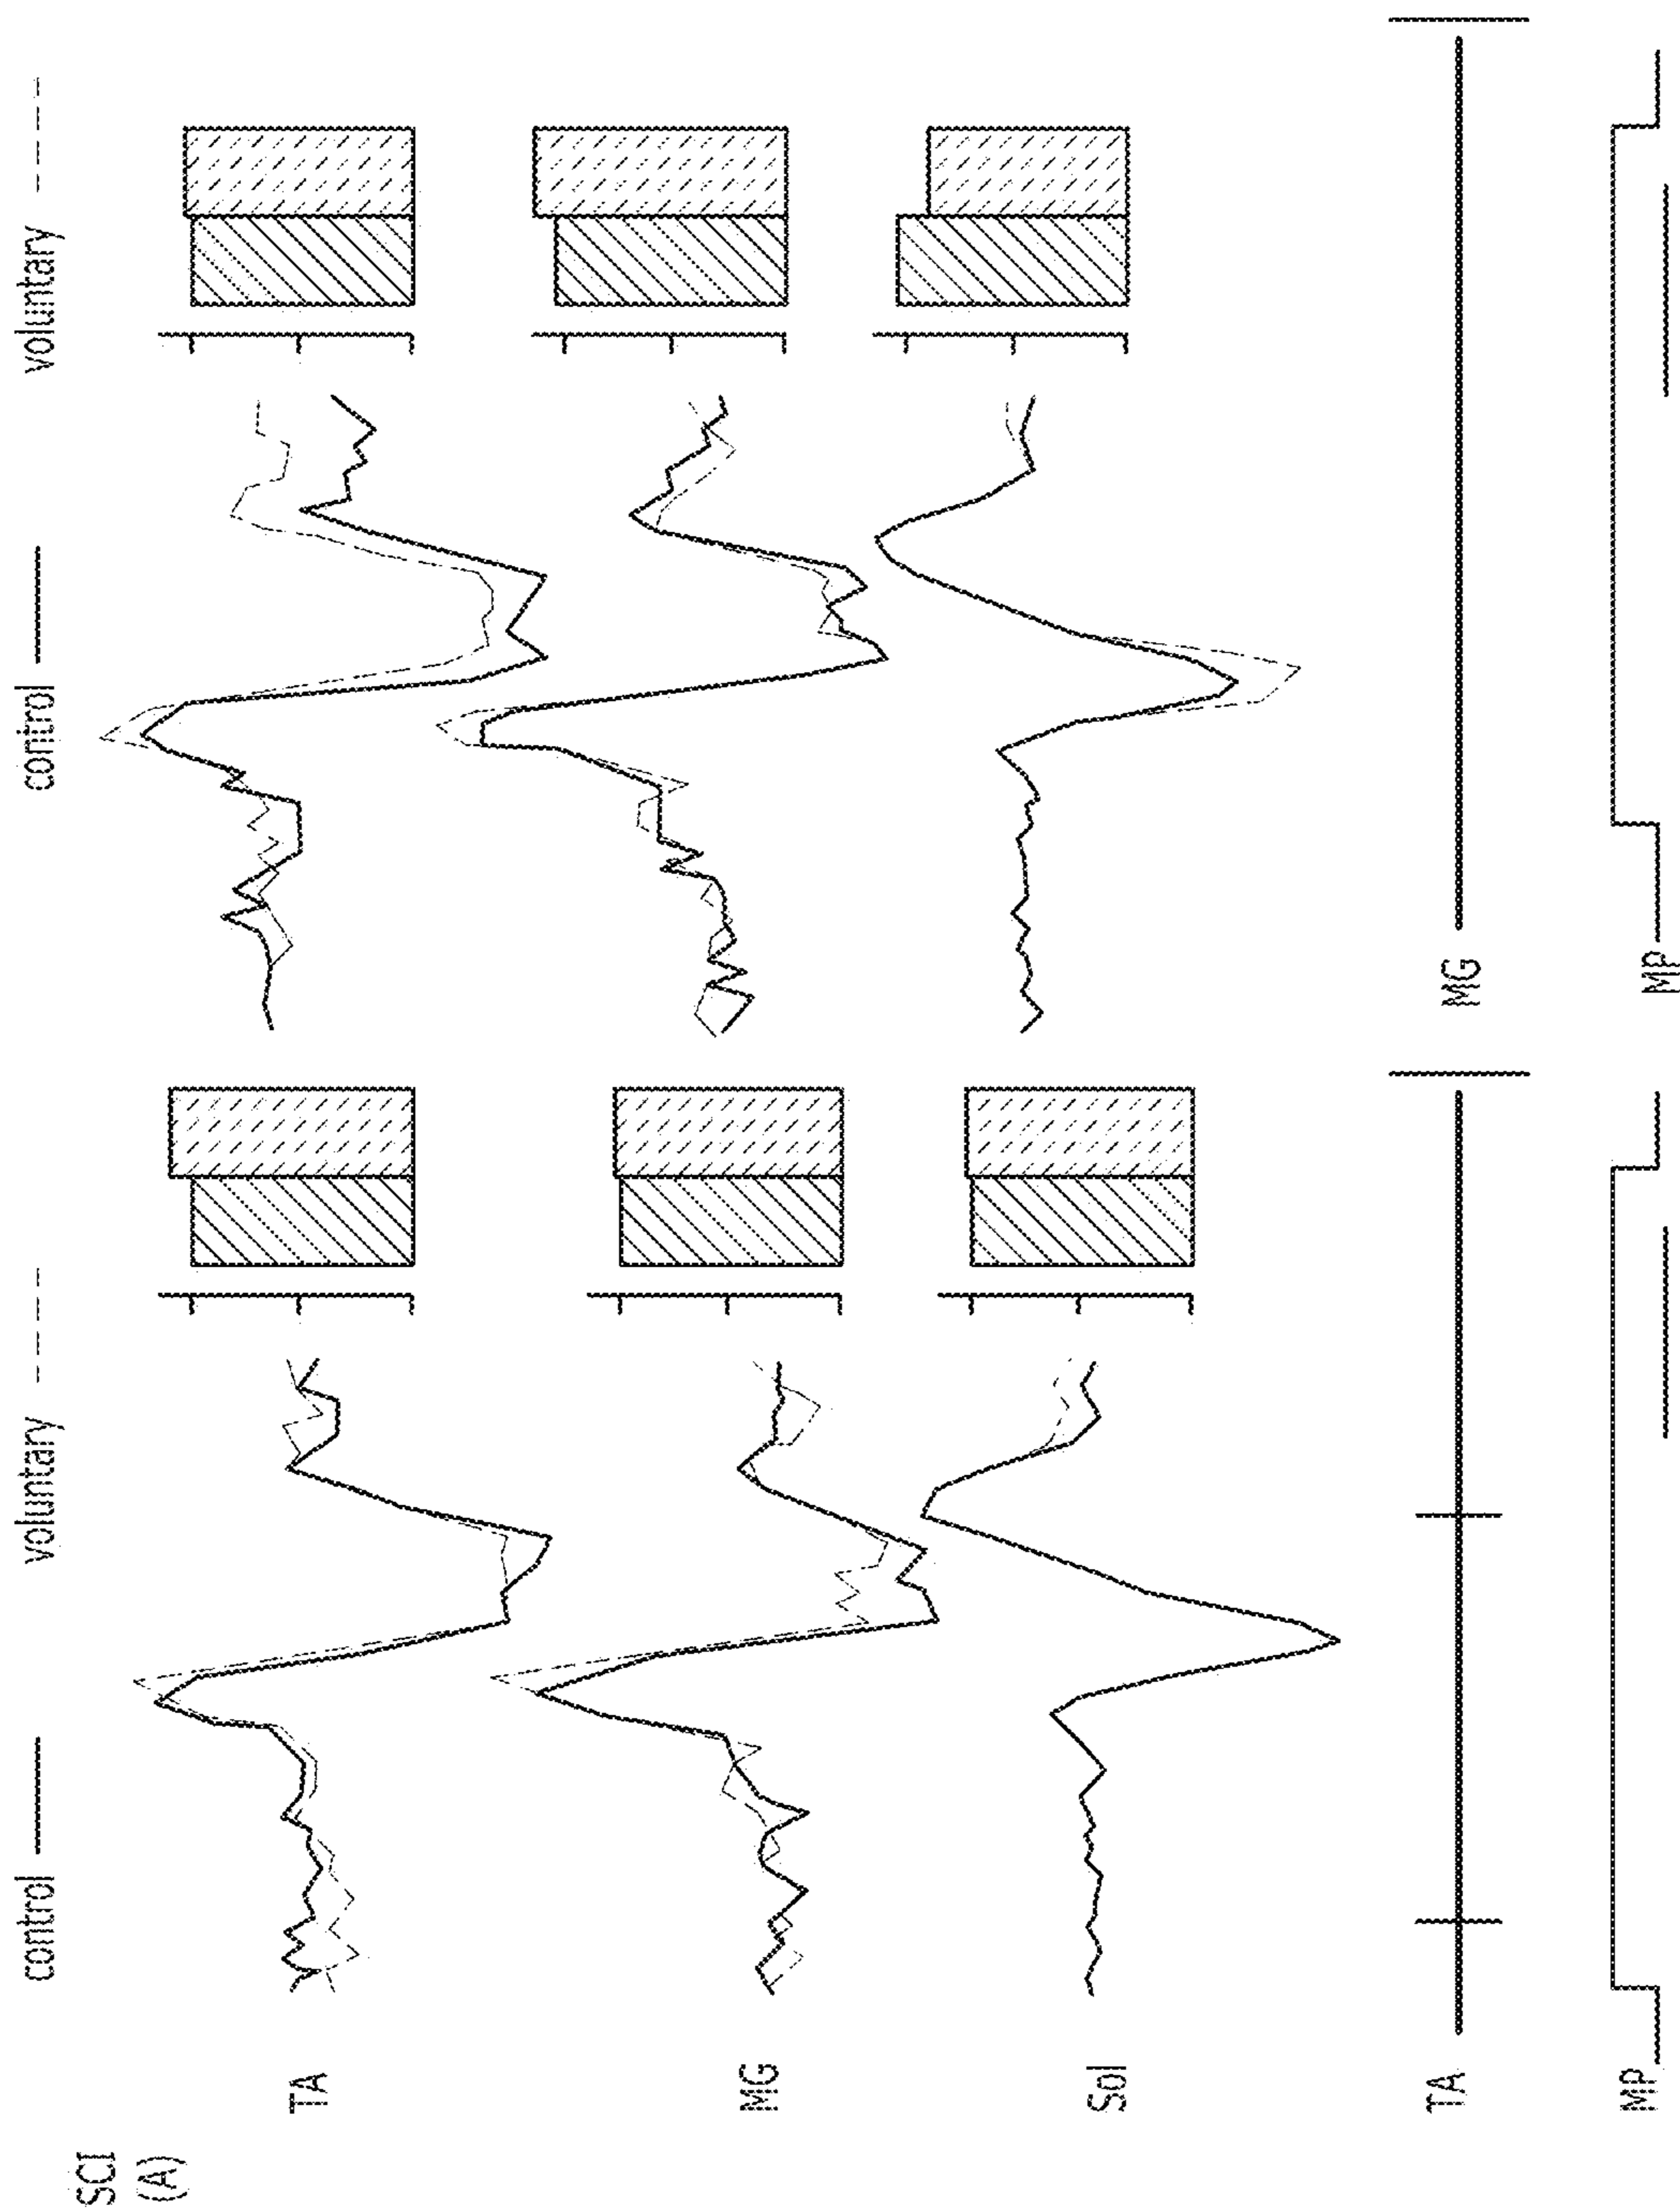 SCI
(A)
control voluntary control voluntary
TA
MG
Sol
TA MG
MP MP